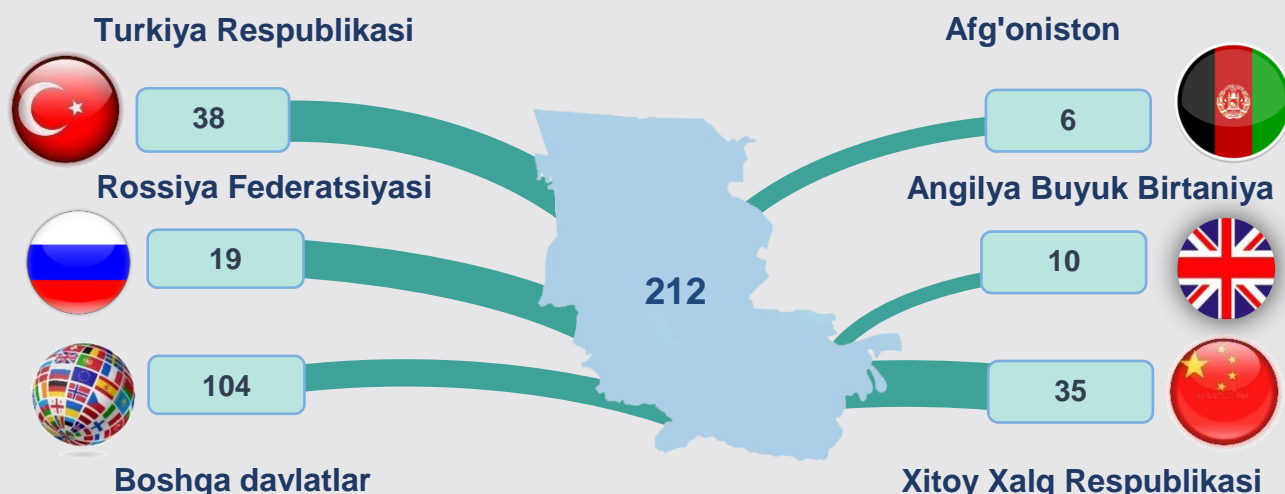 Turkiya Respublikasi
38
Rossiya Federatsiyasi
19
104
Boshqa davlatlar
212
Afg'oniston
6
Angilya Buyuk Birtaniya
10
35
Xitoy Xalq Respublikasi